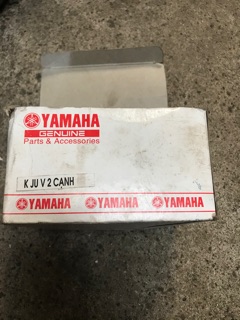 YAMAHA
GENUINE
Parts & Accessories
K JU V 2 CANH
YAMAHA YAMAHA YAMAHA